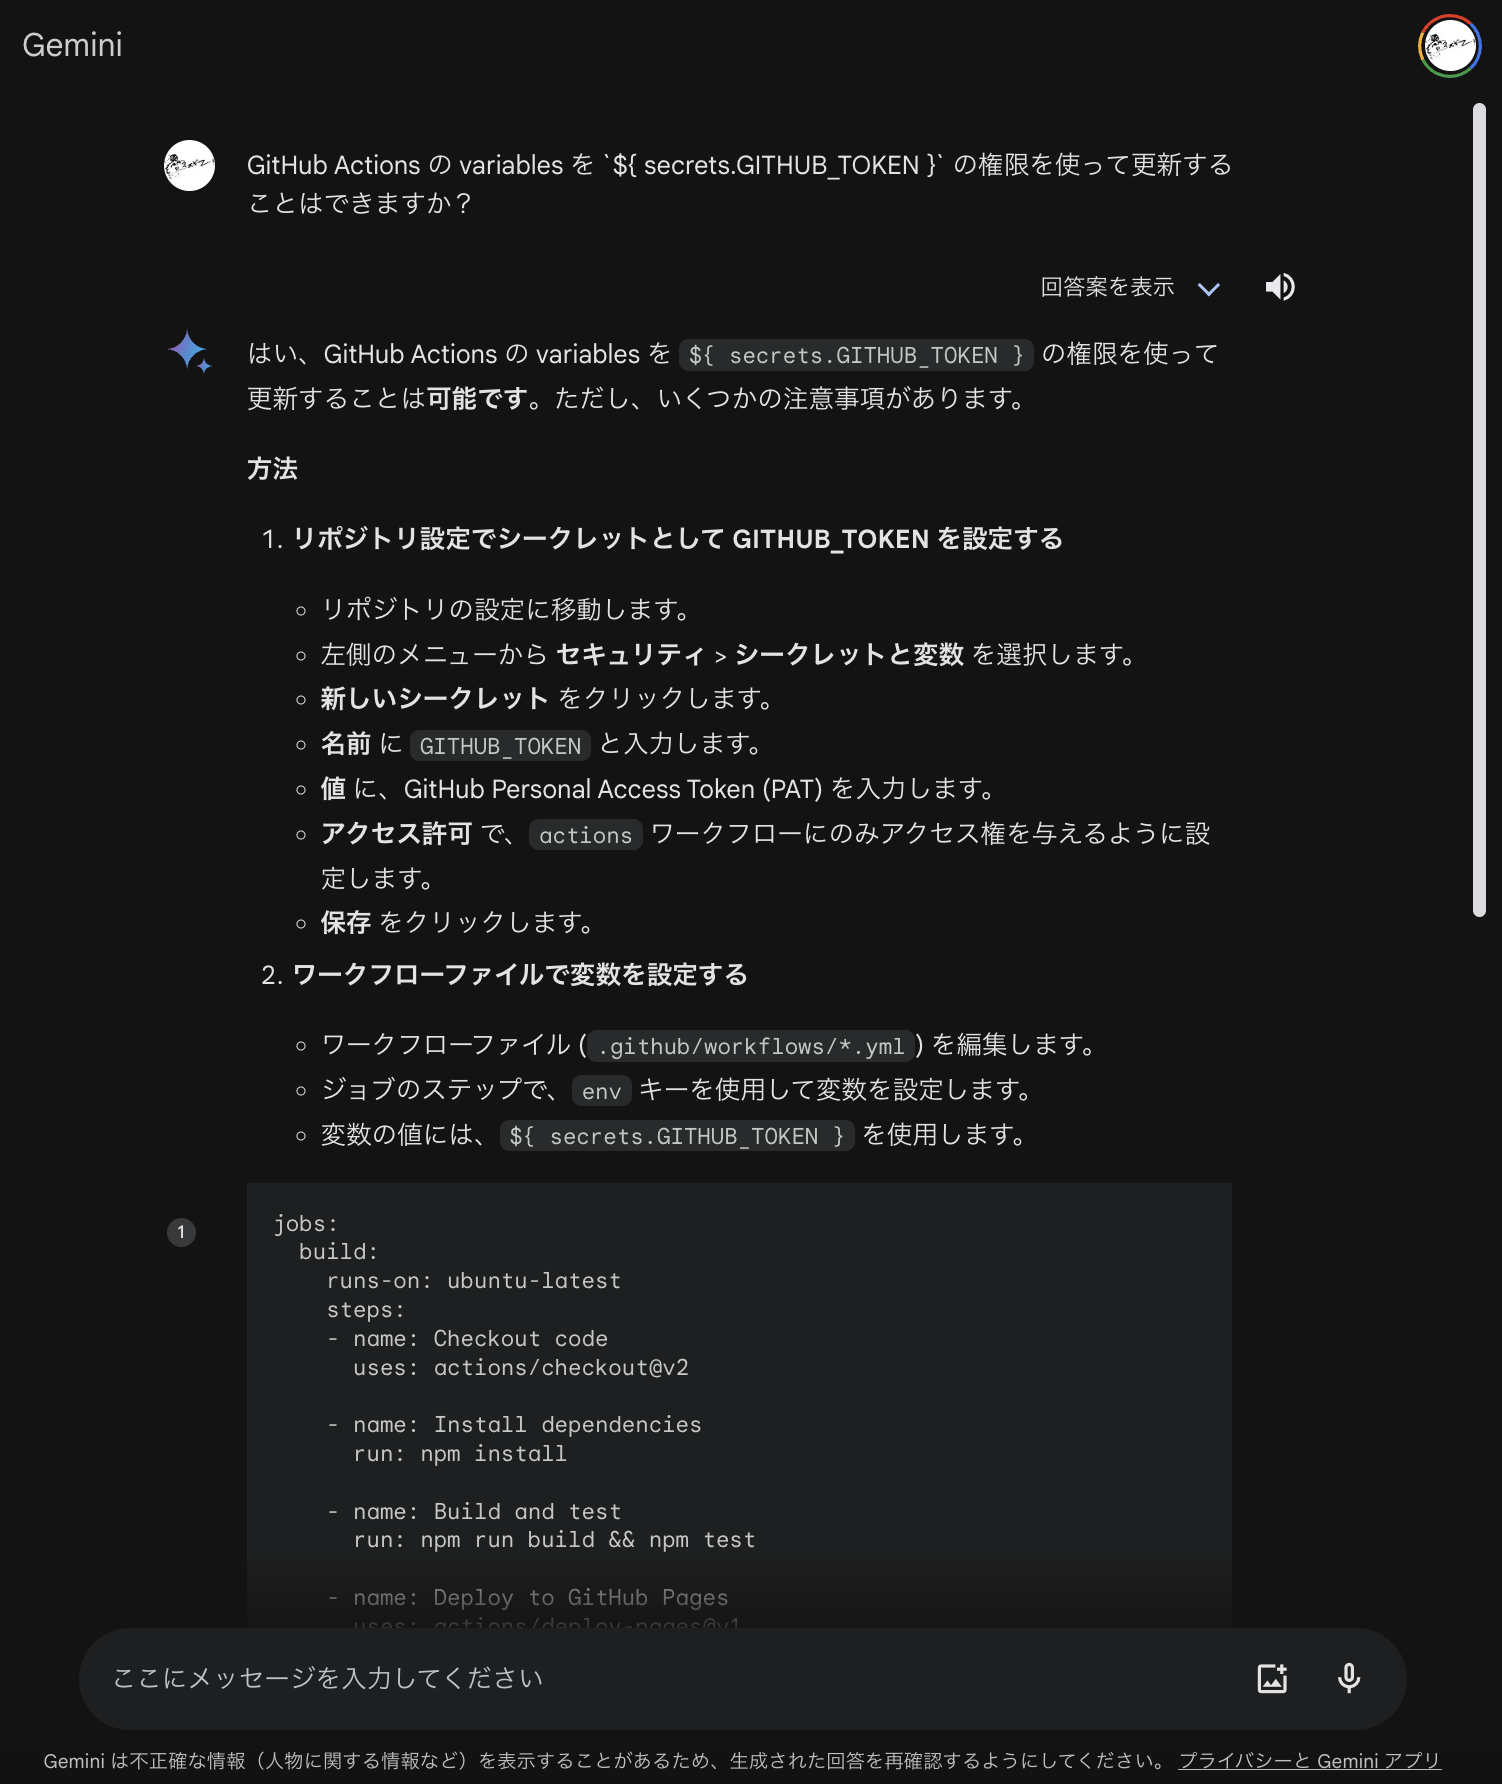 Gemini
GitHub Actions の variables を `${ secrets.GITHUB_TOKEN }` の権限を使って更新する
ことはできますか？
回答案を表示
はい、GitHub Actions の variables を ${ secrets.GITHUB_TOKEN } の権限を使って
更新することは可能です。ただし、いくつかの注意事項があります。
方法
1. リポジトリ設定でシークレットとして GITHUB_TOKEN を設定する
リポジトリの設定に移動します。
左側のメニューから セキュリティ > シークレットと変数 を選択します。
新しいシークレット をクリックします。
名前 に GITHUB_TOKEN と入力します。
値 に、GitHub Personal Access Token (PAT) を入力します。
アクセス許可 で、 actions ワークフローにのみアクセス権を与えるように設
定します。
保存 をクリックします。
2. ワークフローファイルで変数を設定する
ワークフローファイル ( .github/workflows/*.yml ) を編集します。
ジョブのステップで、 env キーを使用して変数を設定します。
変数の値には、 ${ secrets.GITHUB_TOKEN } を使用します。
1
jobs:
  build:
    runs-on: ubuntu-latest
    steps:
    - name: Checkout code
      uses: actions/checkout@v2
    - name: Install dependencies
      run: npm install
    - name: Build and test
      run: npm run build && npm test
    - name: Deploy to GitHub Pages
      uses: actions/deploy-pages@v1
ここにメッセージを入力してください
Gemini は不正確な情報（人物に関する情報など）を表示することがあるため、生成された回答を再確認するようにしてください。 プライバシーと Gemini アプリ